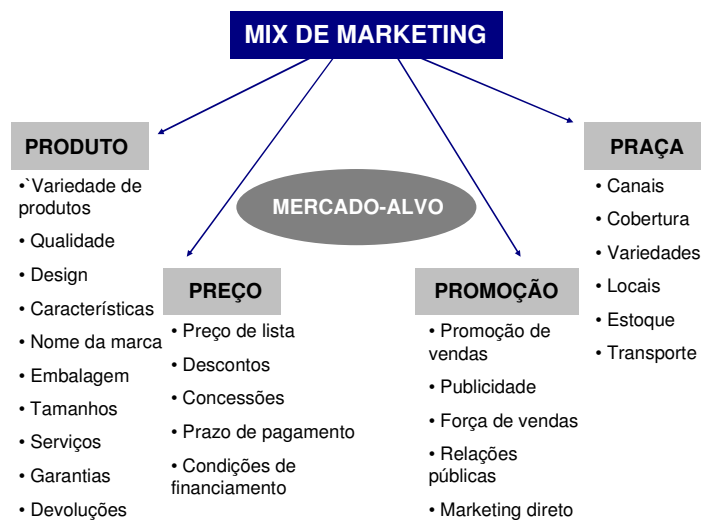 MIX DE MARKETING
PRODUTO
•`Variedade de
produtos
• Qualidade
• Design
• Características
• Nome da marca
• Embalagem
• Tamanhos
• Serviços
• Garantias
• Devoluções
MERCADO-ALVO
PREÇO
• Preço de lista
• Descontos
• Concessões
• Prazo de pagamento
• Condições de
financiamento
PROMOÇÃO
• Promoção de
vendas
• Publicidade
• Força de vendas
• Relações
públicas
• Marketing direto
PRAÇA
• Canais
• Cobertura
• Variedades
• Locais
• Estoque
• Transporte